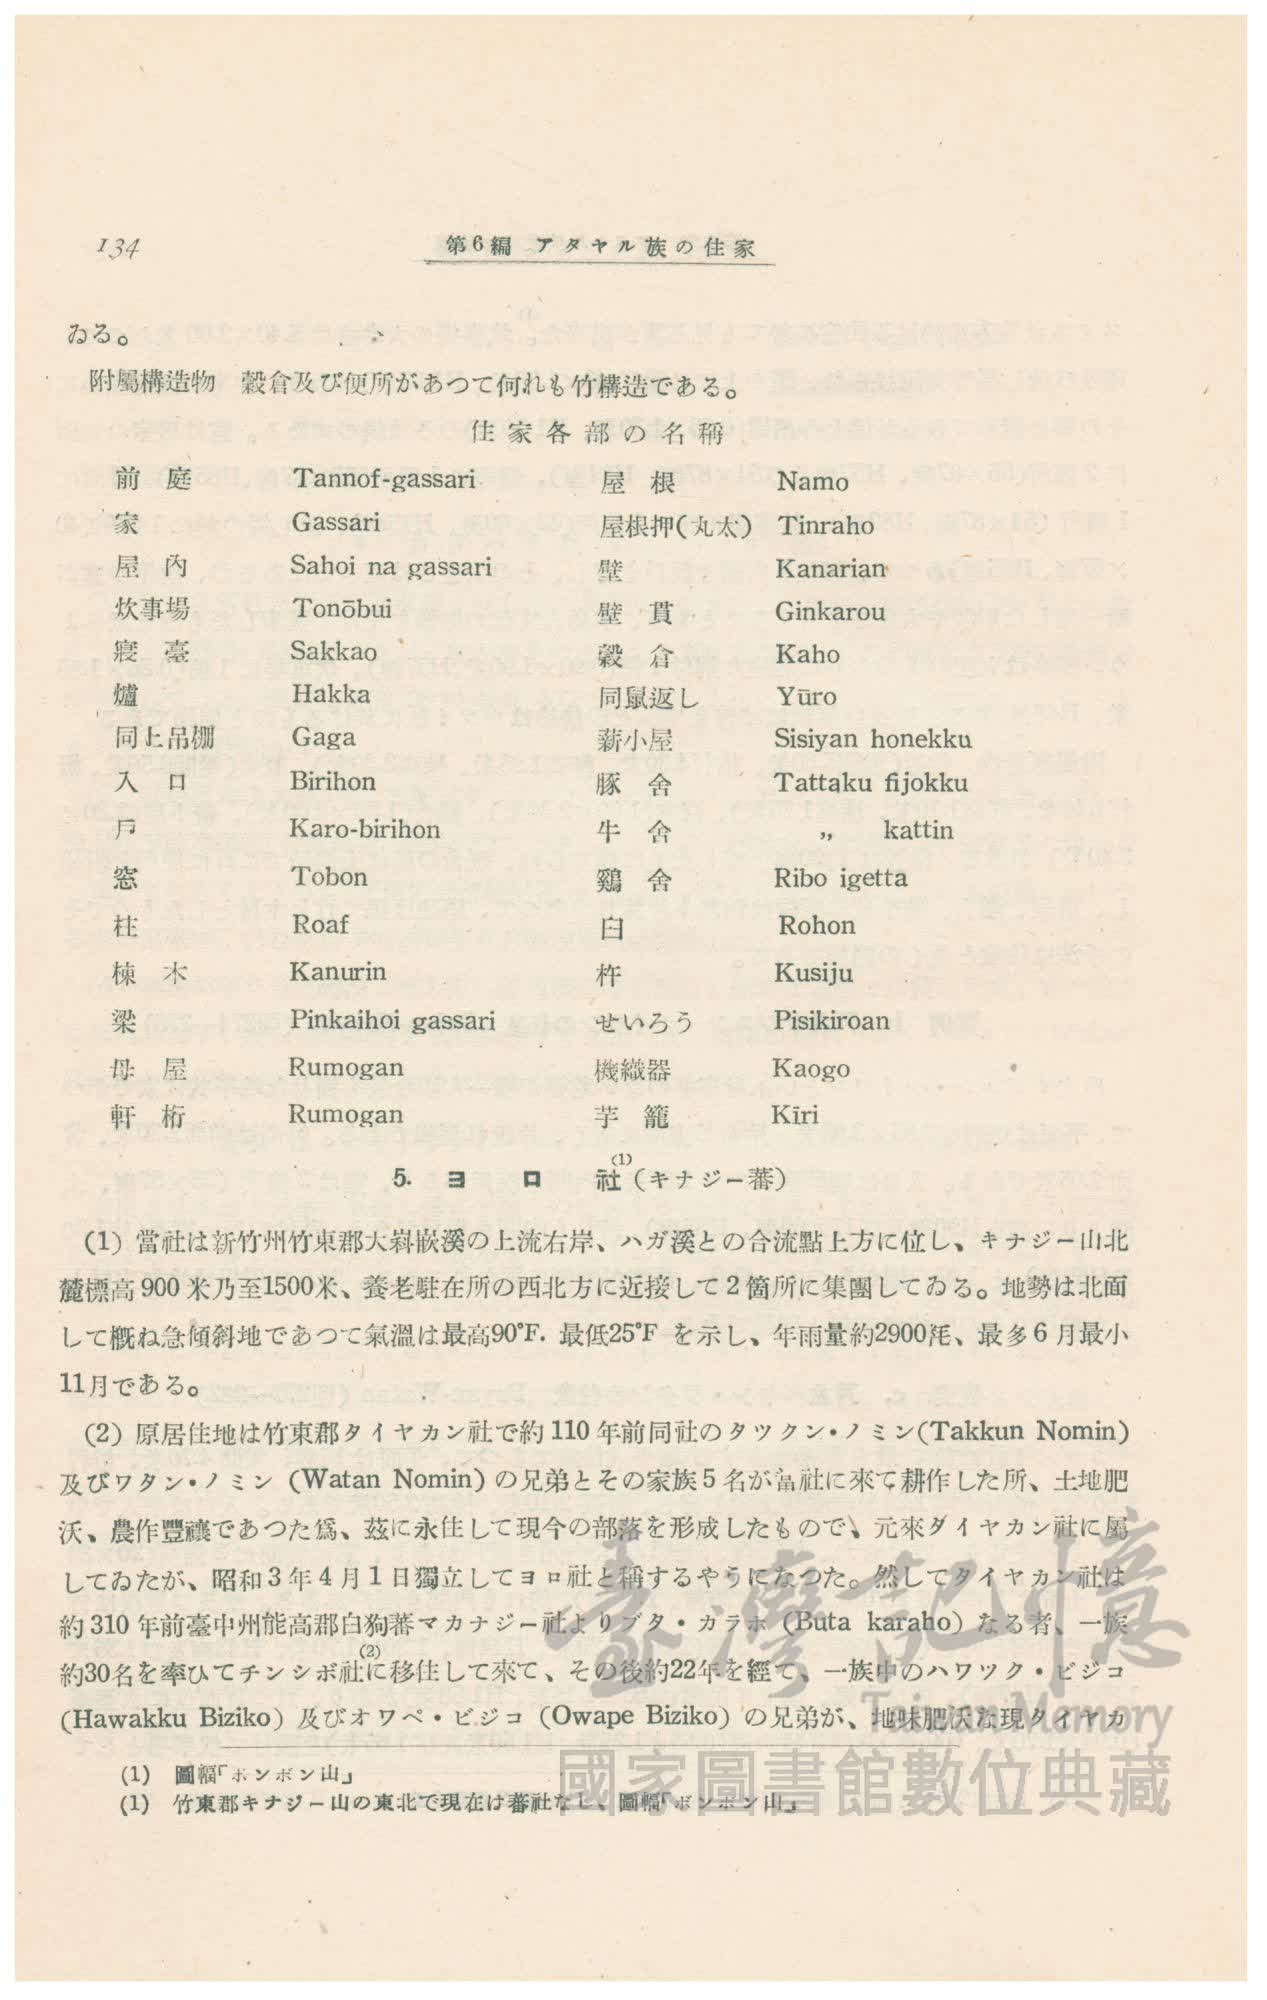 134
第6編 アタヤル族の住家
ゐる。
附屬構造物 穀倉及び便所があつて何れも竹構造である。
住家各部の名稱
前庭 Tannof-gassari 屋根 Namo
家 Gassari 屋根押(丸太) Tinraho
屋內 Sahoi na gassari 壁 Kanarian
炊事場 Tonōbui 壁貫 Ginkarou
寢臺 Sakkao 穀倉 Kaho
爐 Hakka 同鼠返し Yūro
同上吊棚 Gaga 薪小屋 Sisiyan honekku
入口 Birihon 豚舍 Tattaku fijokku
戶 Karo-birihon 牛舍 „ kattin
窓 Tobon 鷄舍 Ribo igetta
柱 Roaf 臼 Rohon
棟木 Kanurin 杵 Kusiju
梁 Pinkaihoi gassari せいろう Pisikiroan
母屋 Rumogan 機織器 Kaogo
軒桁 Rumogan 芋籠 Kīri
5. ヨロ社(1)(キナジー蕃)
(1) 當社は新竹州竹東郡大嵙嵌溪の上流右岸、ハガ溪との合流點上方に位し、キナジー山北
麓標高900米乃至1500米、養老駐在所の西北方に近接して2箇所に集團してゐる。地勢は北面
して槪ね急傾斜地であつて氣溫は最高90°F. 最低25°F を示し、年雨量約2900粍、最多6月最小
11月である。
(2) 原居住地は竹東郡タイヤカン社で約110年前同社のタツクン・ノミン(Takkun Nomin)
及びワタン・ノミン (Watan Nomin) の兄弟とその家族5名が當社に來て耕作した所、土地肥
沃、農作豐穰であつた爲、玆に永住して現今の部落を形成したもので、元來タイヤカン社に屬
してゐたが、昭和3年4月1日獨立してヨロ社と稱するやうになつた。然してタイヤカン社は
約310年前臺中州能高郡白狗蕃マカナジー社よりブタ・カラホ (Buta karaho) なる者、一族
約30名を率ひてチンシボ社(2)に移住して來て、その後約22年を經て、一族中のハワツク・ビジコ
(Hawakku Biziko) 及びオワペ・ビジコ (Owape Biziko) の兄弟が、地味肥沃な現タイヤカ
(1) 圖幅「ボンボン山」
(1) 竹東郡キナジー山の東北で現在は蕃社なし、圖幅「ボンボン山」
臺灣記憶
Taiwan Memory
國家圖書館數位典藏